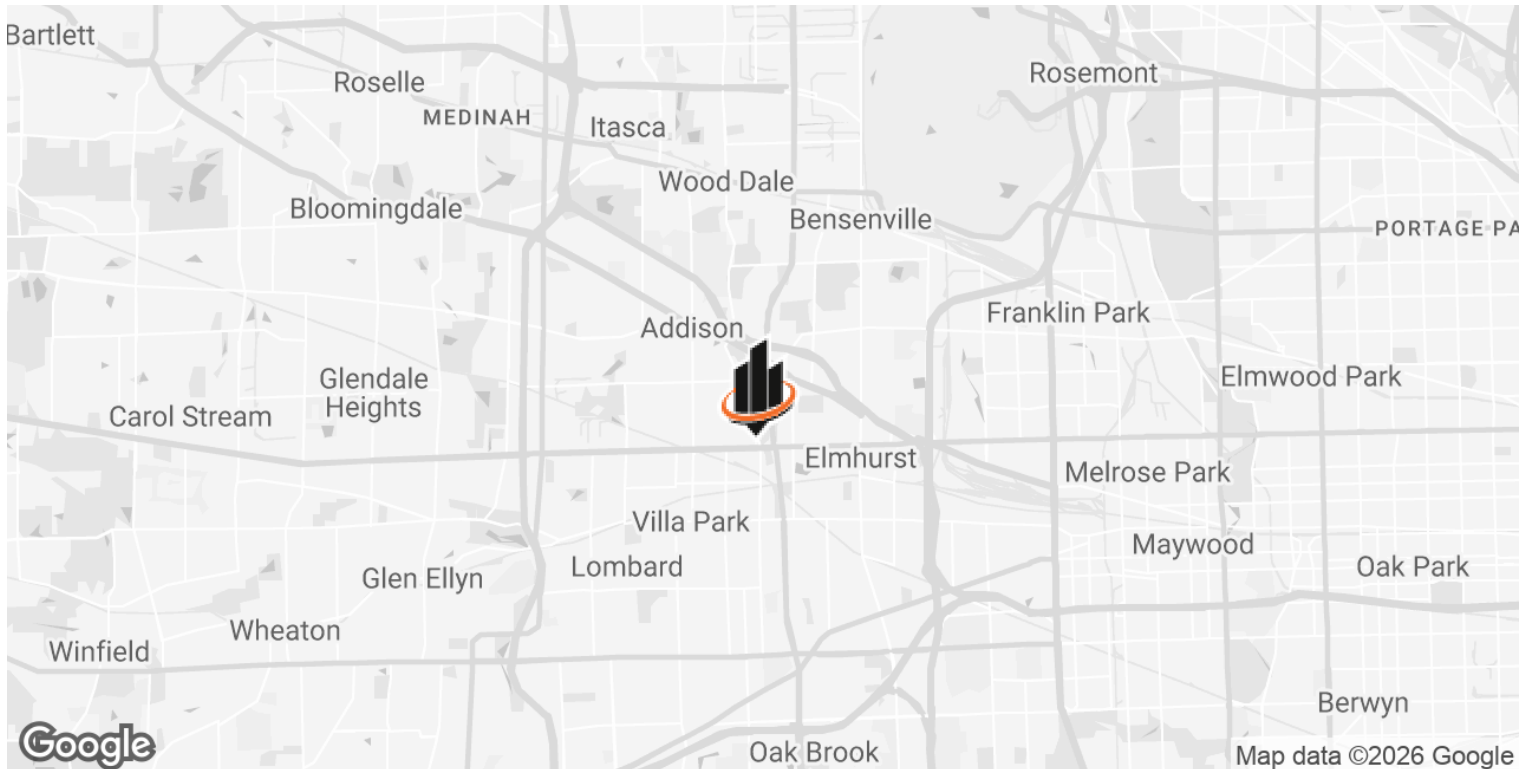 Bartlett
Roselle
Rosemont
MEDINAH
Itasca
Wood Dale
Bloomingdale
Bensenville
PORTAGE PA
Franklin Park
Addison
Glendale
Heights
Elmwood Park
Carol Stream
Elmhurst
Melrose Park
Villa Park
Maywood
Lombard
Oak Park
Glen Ellyn
Wheaton
Winfield
Berwyn
Google
Oak Brook
Map data ©2026 Google